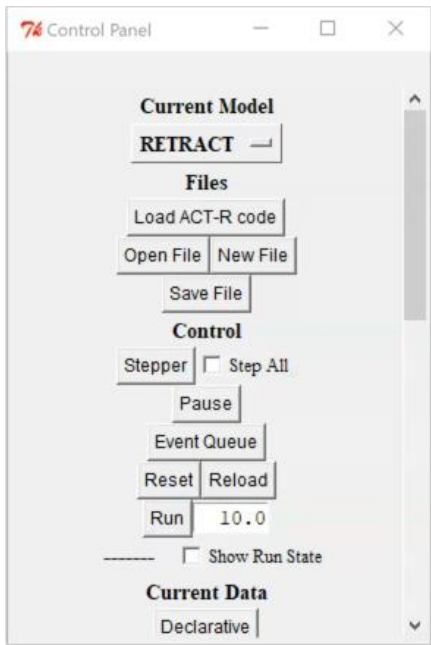 Control Panel
Current Model
RETRACT
Files
Load ACT-R code
Open File New File
Save File
Control
Stepper Step All
Pause
Event Queue
Reset Reload
Run 10.0
------- Show Run State
Current Data
Declarative